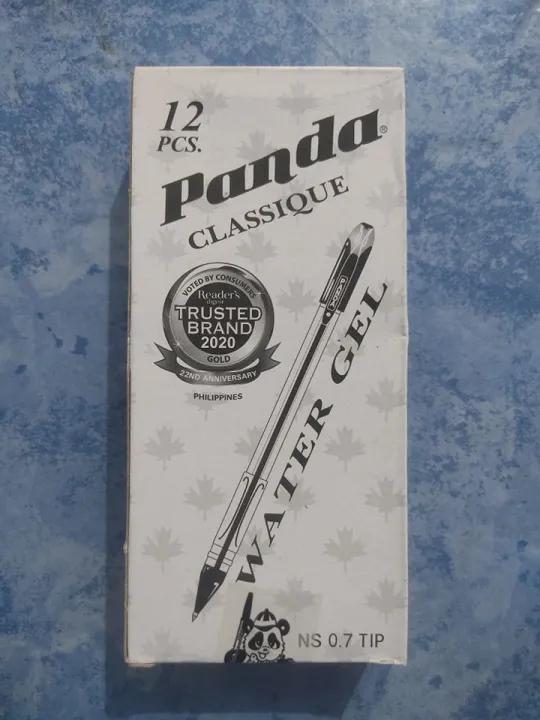 12
PCS.
Panda®
CLASSIQUE
VOTED BY CONSUMERS
Reader's
digest
TRUSTED
BRAND
2020
GOLD
22ND ANNIVERSARY
PHILIPPINES
WATER GEL
NS 0.7 TIP